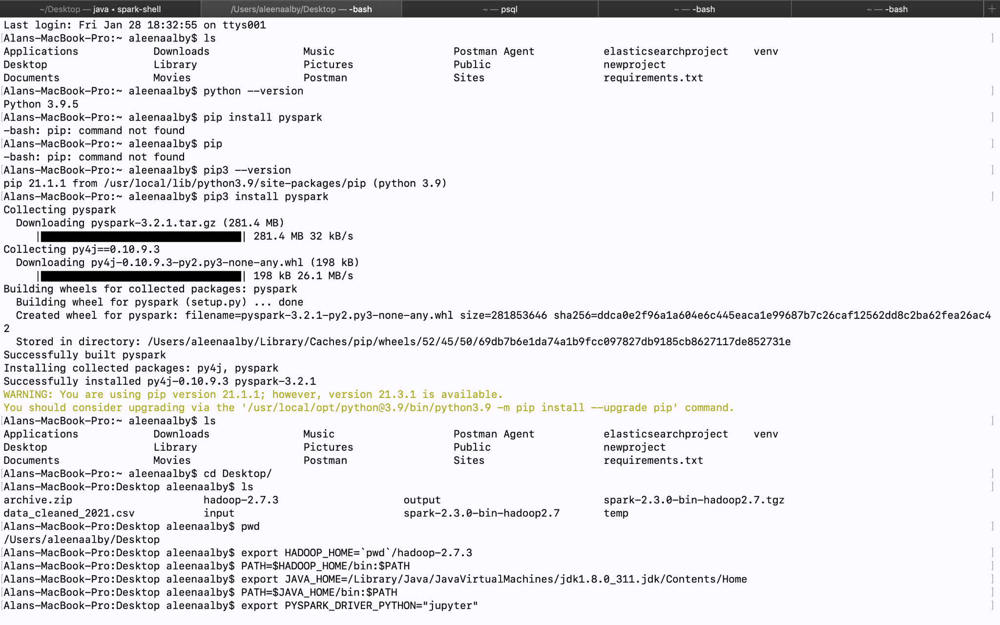 ~/Desktop — java ◂ spark-shell
/Users/aleenaalby/Desktop — -bash
~ — psql
~ — -bash
~ — -bash
Last login: Fri Jan 28 18:32:55 on ttys001
[Alans-MacBook-Pro:~ aleenaalby$ ls ]
Applications Downloads Music Postman Agent elasticsearchproject venv
Desktop Library Pictures Public newproject
Documents Movies Postman Sites requirements.txt
[Alans-MacBook-Pro:~ aleenaalby$ python --version ]
Python 3.9.5
[Alans-MacBook-Pro:~ aleenaalby$ pip install pyspark ]
-bash: pip: command not found
[Alans-MacBook-Pro:~ aleenaalby$ pip ]
-bash: pip: command not found
[Alans-MacBook-Pro:~ aleenaalby$ pip3 --version ]
pip 21.1.1 from /usr/local/lib/python3.9/site-packages/pip (python 3.9)
[Alans-MacBook-Pro:~ aleenaalby$ pip3 install pyspark ]
Collecting pyspark
Downloading pyspark-3.2.1.tar.gz (281.4 MB)
|████████████████████████████████| 281.4 MB 32 kB/s
Collecting py4j==0.10.9.3
Downloading py4j-0.10.9.3-py2.py3-none-any.whl (198 kB)
|████████████████████████████████| 198 kB 26.1 MB/s
Building wheels for collected packages: pyspark
Building wheel for pyspark (setup.py) ... done
Created wheel for pyspark: filename=pyspark-3.2.1-py2.py3-none-any.whl size=281853646 sha256=ddca0e2f96a1a604e6c445eaca1e99687b7c26caf12562dd8c2ba62fea26ac4
2
Stored in directory: /Users/aleenaalby/Library/Caches/pip/wheels/52/45/50/69db7b6e1da74a1b9fcc097827db9185cb8627117de852731e
Successfully built pyspark
Installing collected packages: py4j, pyspark
Successfully installed py4j-0.10.9.3 pyspark-3.2.1
WARNING: You are using pip version 21.1.1; however, version 21.3.1 is available.
You should consider upgrading via the '/usr/local/opt/python@3.9/bin/python3.9 -m pip install --upgrade pip' command.
[Alans-MacBook-Pro:~ aleenaalby$ ls ]
Applications Downloads Music Postman Agent elasticsearchproject venv
Desktop Library Pictures Public newproject
Documents Movies Postman Sites requirements.txt
[Alans-MacBook-Pro:~ aleenaalby$ cd Desktop/ ]
[Alans-MacBook-Pro:Desktop aleenaalby$ ls ]
archive.zip hadoop-2.7.3 output spark-2.3.0-bin-hadoop2.7.tgz
data_cleaned_2021.csv input spark-2.3.0-bin-hadoop2.7 temp
[Alans-MacBook-Pro:Desktop aleenaalby$ pwd ]
/Users/aleenaalby/Desktop
[Alans-MacBook-Pro:Desktop aleenaalby$ export HADOOP_HOME=`pwd`/hadoop-2.7.3 ]
[Alans-MacBook-Pro:Desktop aleenaalby$ PATH=$HADOOP_HOME/bin:$PATH ]
[Alans-MacBook-Pro:Desktop aleenaalby$ export JAVA_HOME=/Library/Java/JavaVirtualMachines/jdk1.8.0_311.jdk/Contents/Home ]
[Alans-MacBook-Pro:Desktop aleenaalby$ PATH=$JAVA_HOME/bin:$PATH ]
[Alans-MacBook-Pro:Desktop aleenaalby$ export PYSPARK_DRIVER_PYTHON="jupyter" ]